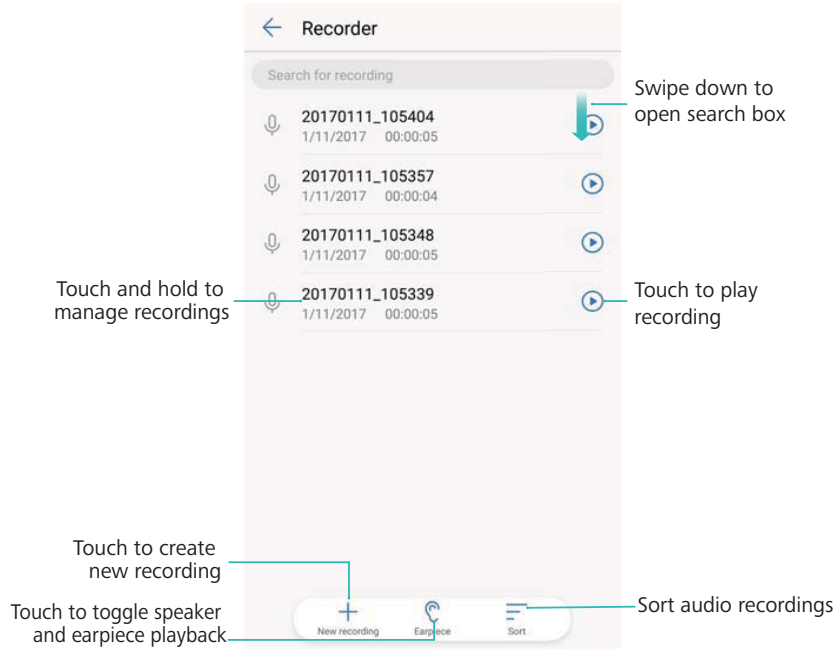 Recorder
Search for recording
Swipe down to
open search box
20170111_105404
1/11/2017 00:00:05
20170111_105357
1/11/2017 00:00:04
20170111_105348
1/11/2017 00:00:05
Touch and hold to
manage recordings
20170111_105339
1/11/2017 00:00:05
Touch to play
recording
Touch to create
new recording
Touch to toggle speaker
and earpiece playback
New recording
Earpiece
Sort
Sort audio recordings